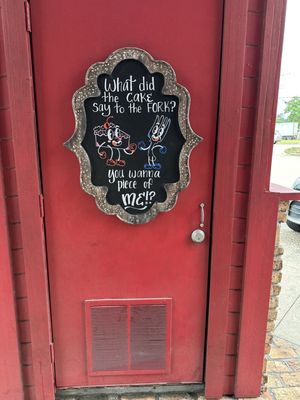 What did
the CAKE
SAY to the FORK?
you wanna
piece of
ME!?